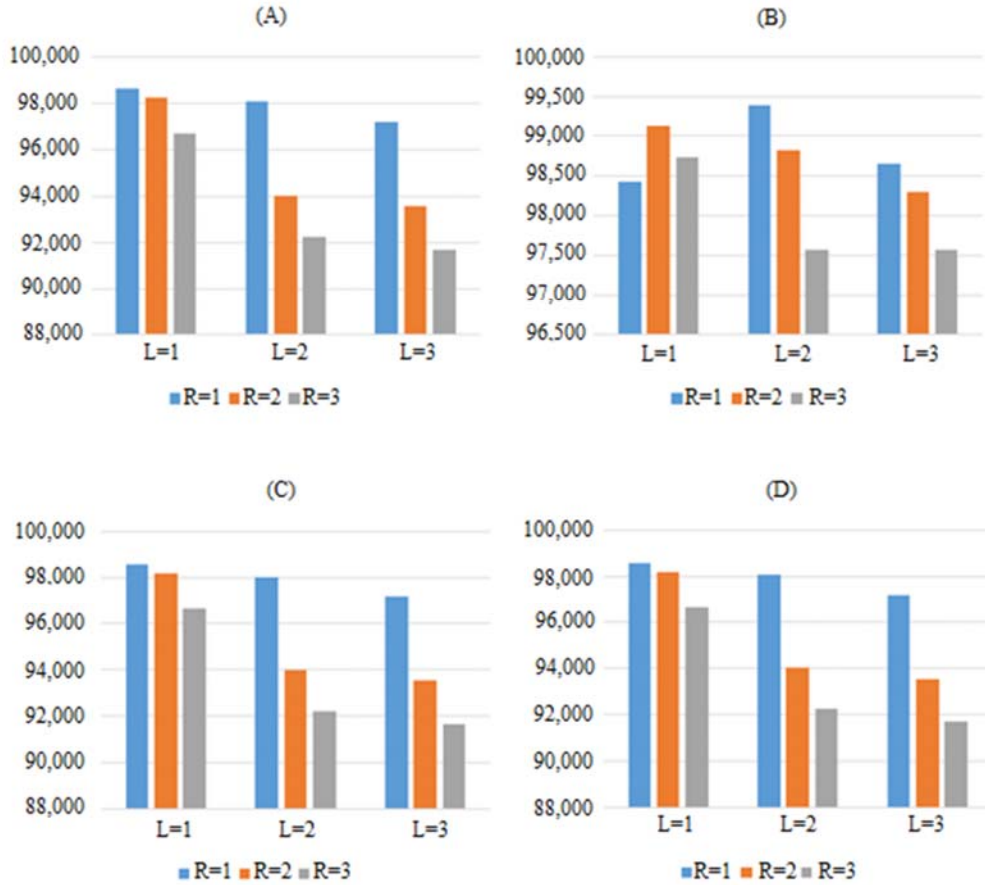 (A)
100,000
98,000
96,000
94,000
92,000
90,000
88,000
L=1 L=2 L=3
R=1 R=2 R=3
(B)
100,000
99,500
99,000
98,500
98,000
97,500
97,000
96,500
L=1 L=2 L=3
R=1 R=2 R=3
(C)
100,000
98,000
96,000
94,000
92,000
90,000
88,000
L=1 L=2 L=3
R=1 R=2 R=3
(D)
100,000
98,000
96,000
94,000
92,000
90,000
88,000
L=1 L=2 L=3
R=1 R=2 R=3